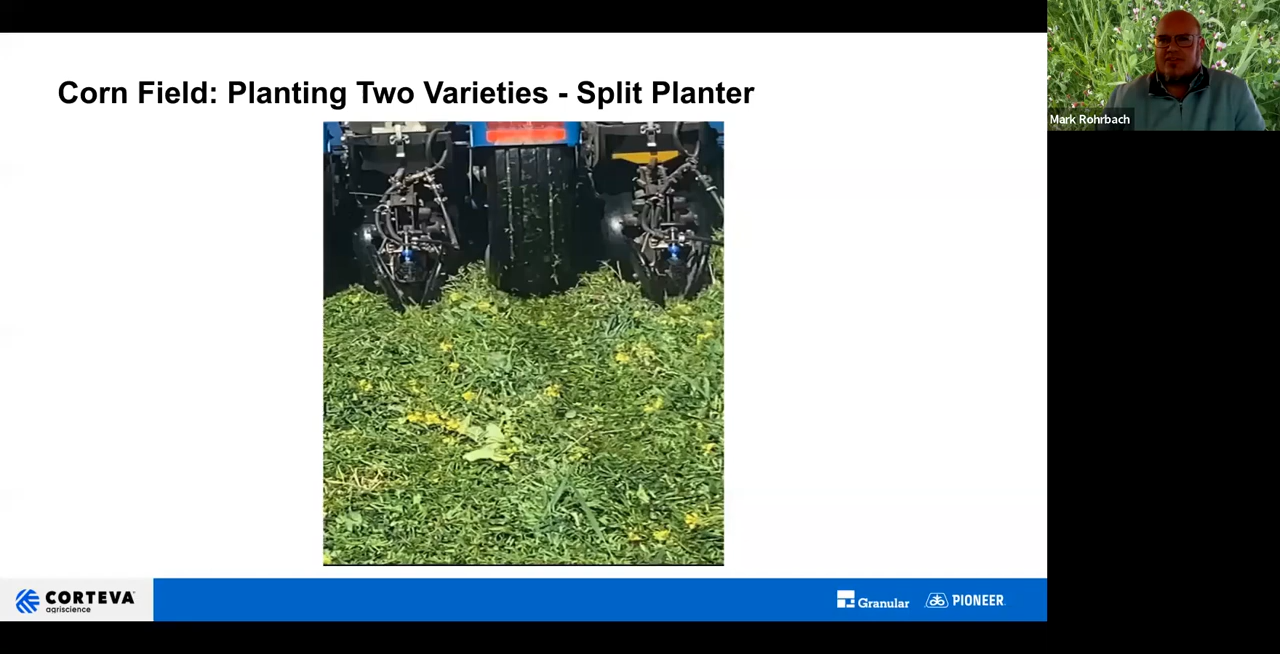 Corn Field: Planting Two Varieties - Split Planter
Mark Rohrbach
CORTEVA
agriscience
Granular
PIONEER